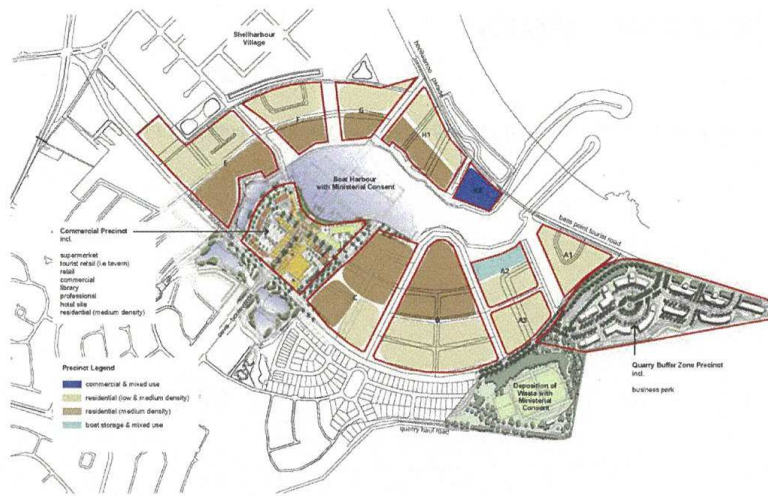 Shellharbour
Village
boollwarroo parade
F
G
H1
E
H2
Boat Harbour
with Ministerial Consent
bass point tourist road
Commercial Precinct
incl.
supermarket
tourist retail (i.e tavern)
retail
commercial
library
professional
hotel site
residential (medium density)
A1
A2
C
B
A3
Quarry Buffer Zone Precinct
incl.
business park
Precinct Legend
commercial & mixed use
residential (low & medium density)
residential (medium density)
boat storage & mixed use
Deposition of
Waste with
Ministerial
Consent
quarry haul road